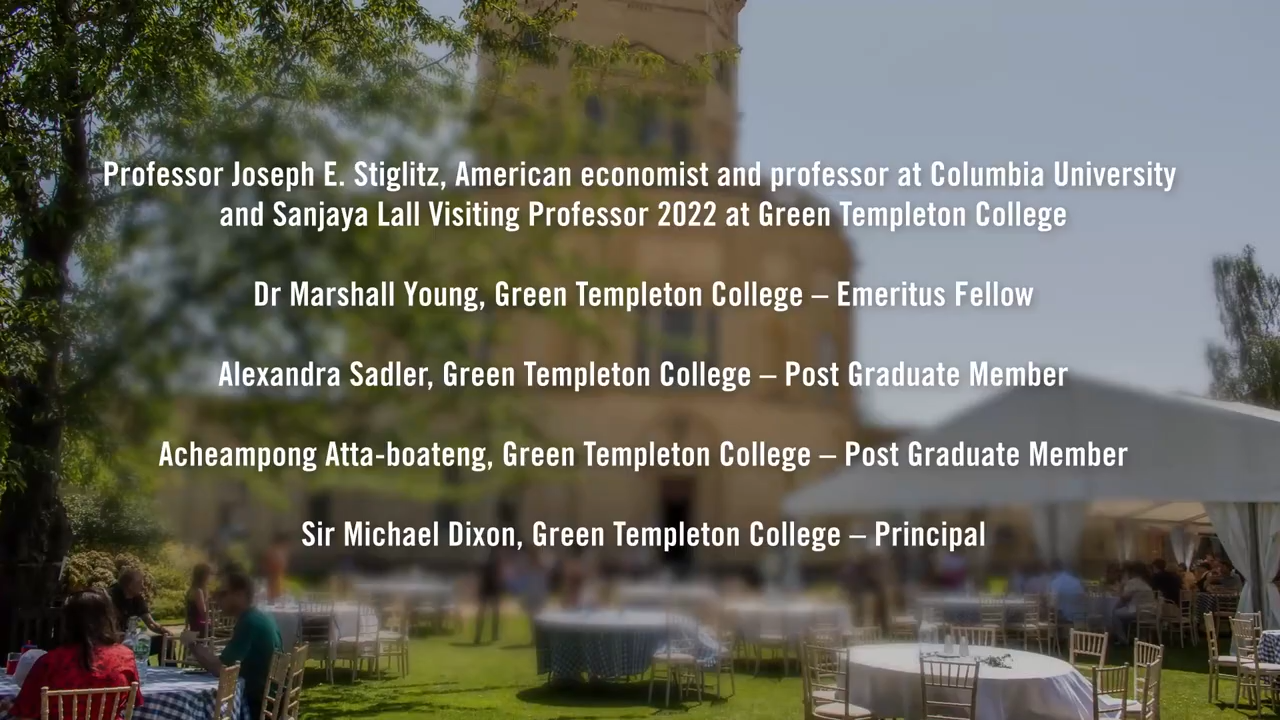 Professor Joseph E. Stiglitz, American economist and professor at Columbia University
and Sanjaya Lall Visiting Professor 2022 at Green Templeton College
Dr Marshall Young, Green Templeton College – Emeritus Fellow
Alexandra Sadler, Green Templeton College – Post Graduate Member
Acheampong Atta-boateng, Green Templeton College – Post Graduate Member
Sir Michael Dixon, Green Templeton College – Principal